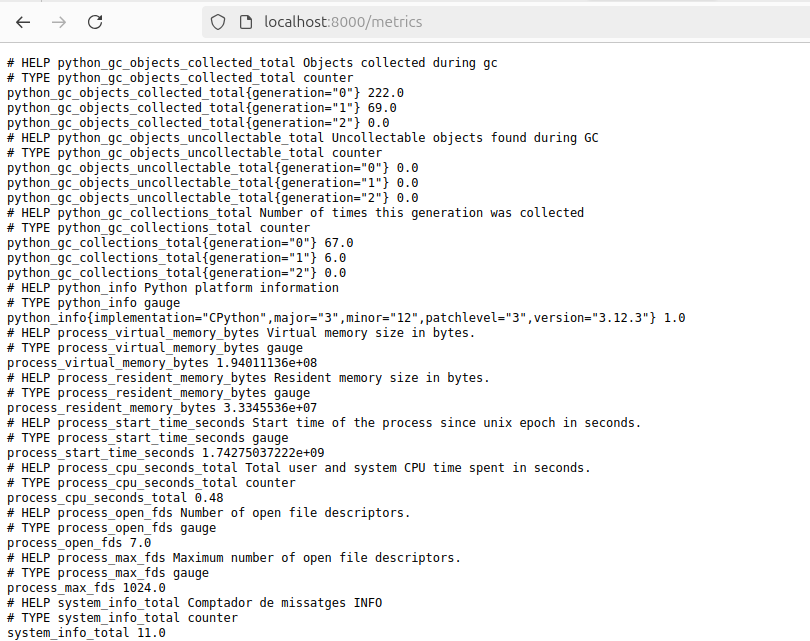 localhost:8000/metrics
# HELP python_gc_objects_collected_total Objects collected during gc
# TYPE python_gc_objects_collected_total counter
python_gc_objects_collected_total{generation="0"} 222.0
python_gc_objects_collected_total{generation="1"} 69.0
python_gc_objects_collected_total{generation="2"} 0.0
# HELP python_gc_objects_uncollectable_total Uncollectable objects found during GC
# TYPE python_gc_objects_uncollectable_total counter
python_gc_objects_uncollectable_total{generation="0"} 0.0
python_gc_objects_uncollectable_total{generation="1"} 0.0
python_gc_objects_uncollectable_total{generation="2"} 0.0
# HELP python_gc_collections_total Number of times this generation was collected
# TYPE python_gc_collections_total counter
python_gc_collections_total{generation="0"} 67.0
python_gc_collections_total{generation="1"} 6.0
python_gc_collections_total{generation="2"} 0.0
# HELP python_info Python platform information
# TYPE python_info gauge
python_info{implementation="CPython",major="3",minor="12",patchlevel="3",version="3.12.3"} 1.0
# HELP process_virtual_memory_bytes Virtual memory size in bytes.
# TYPE process_virtual_memory_bytes gauge
process_virtual_memory_bytes 1.94011136e+08
# HELP process_resident_memory_bytes Resident memory size in bytes.
# TYPE process_resident_memory_bytes gauge
process_resident_memory_bytes 3.3345536e+07
# HELP process_start_time_seconds Start time of the process since unix epoch in seconds.
# TYPE process_start_time_seconds gauge
process_start_time_seconds 1.74275037222e+09
# HELP process_cpu_seconds_total Total user and system CPU time spent in seconds.
# TYPE process_cpu_seconds_total counter
process_cpu_seconds_total 0.48
# HELP process_open_fds Number of open file descriptors.
# TYPE process_open_fds gauge
process_open_fds 7.0
# HELP process_max_fds Maximum number of open file descriptors.
# TYPE process_max_fds gauge
process_max_fds 1024.0
# HELP system_info_total Comptador de missatges INFO
# TYPE system_info_total counter
system_info_total 11.0